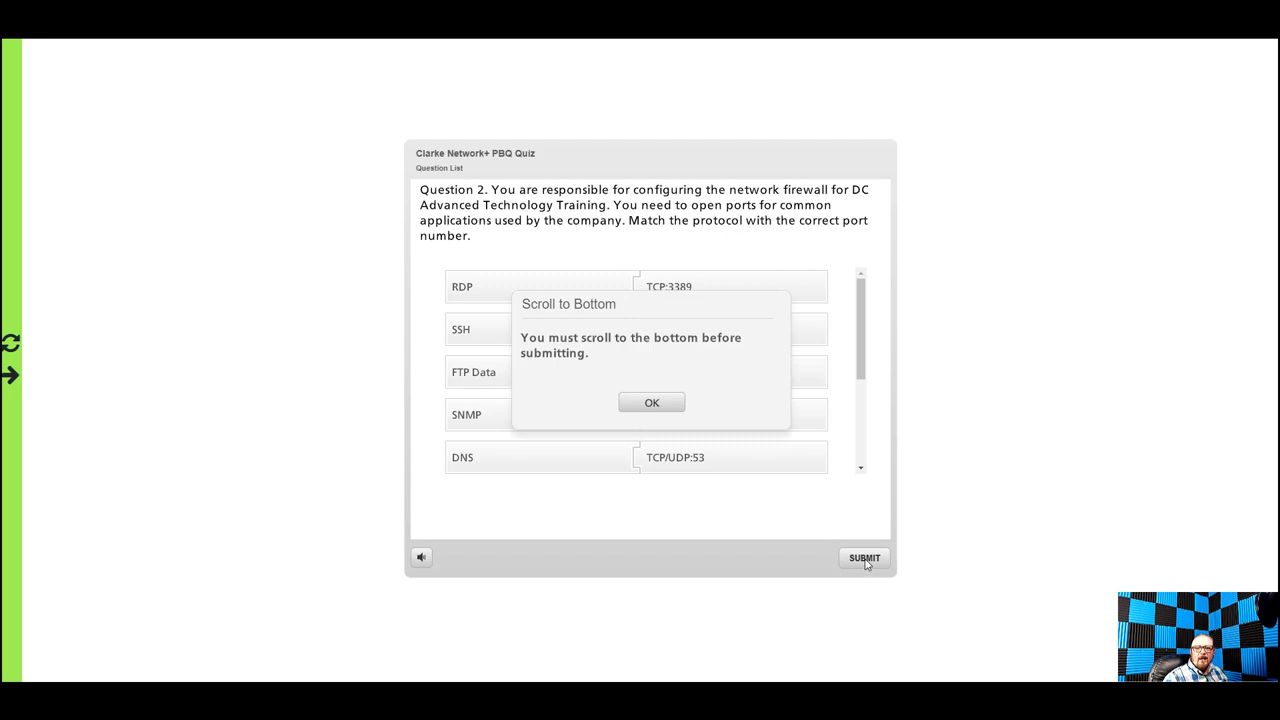 Clarke Network+ PBQ Quiz
Question List
Question 2. You are responsible for configuring the network firewall for DC
Advanced Technology Training. You need to open ports for common
applications used by the company. Match the protocol with the correct port
number.
RDP TCP:3389
Scroll to Bottom
SSH
You must scroll to the bottom before
submitting.
FTP Data
OK
SNMP
DNS TCP/UDP:53
SUBMIT